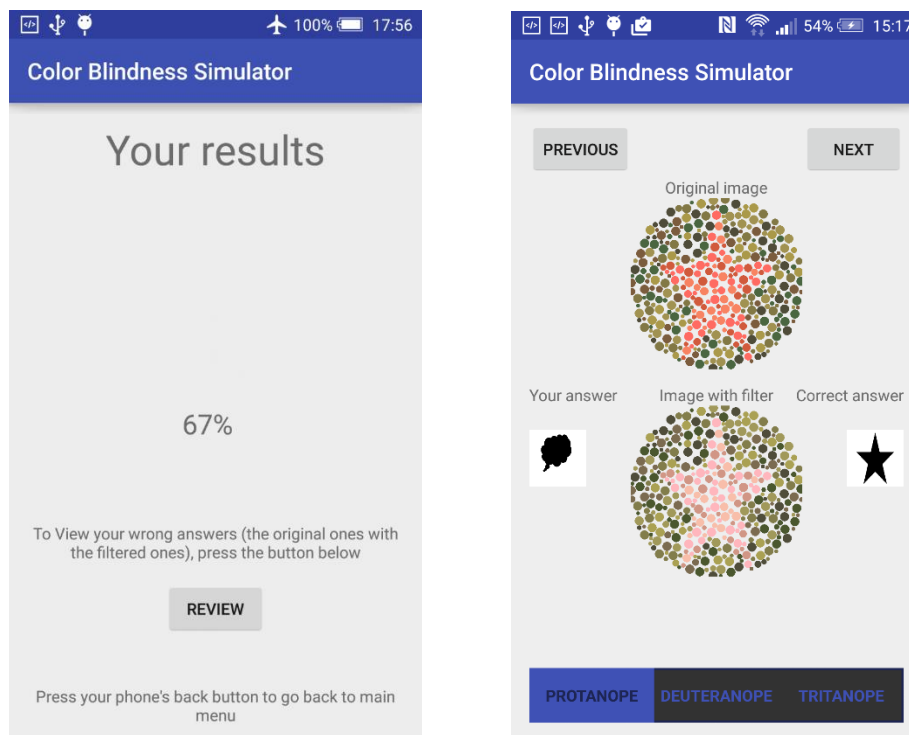 100% 17:56
Color Blindness Simulator
Your results
67%
To View your wrong answers (the original ones with
the filtered ones), press the button below
REVIEW
Press your phone's back button to go back to main
menu
54% 15:17
Color Blindness Simulator
PREVIOUS NEXT
Original image
Your answer Image with filter Correct answer
PROTANOPE DEUTERANOPE TRITANOPE